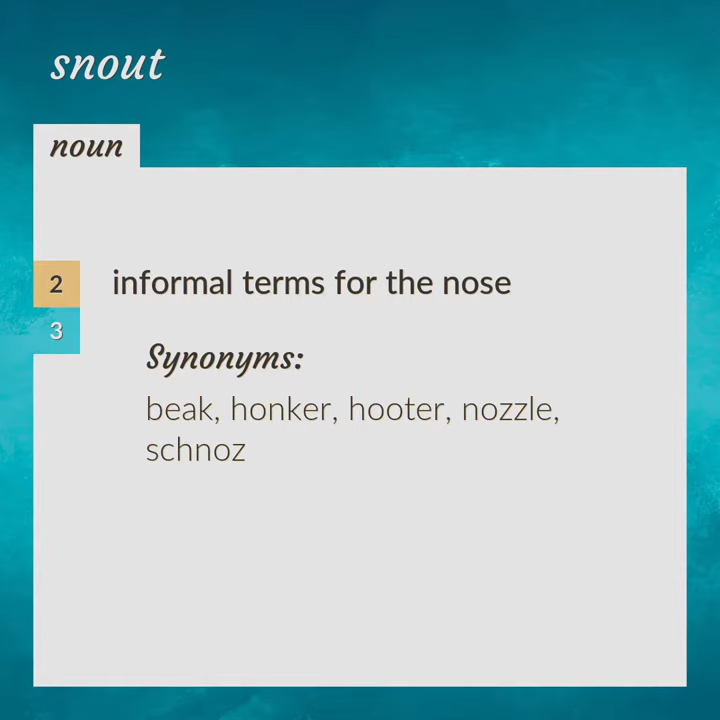 snout
noun
2
informal terms for the nose
3
Synonyms:
beak, honker, hooter, nozzle,
schnoz